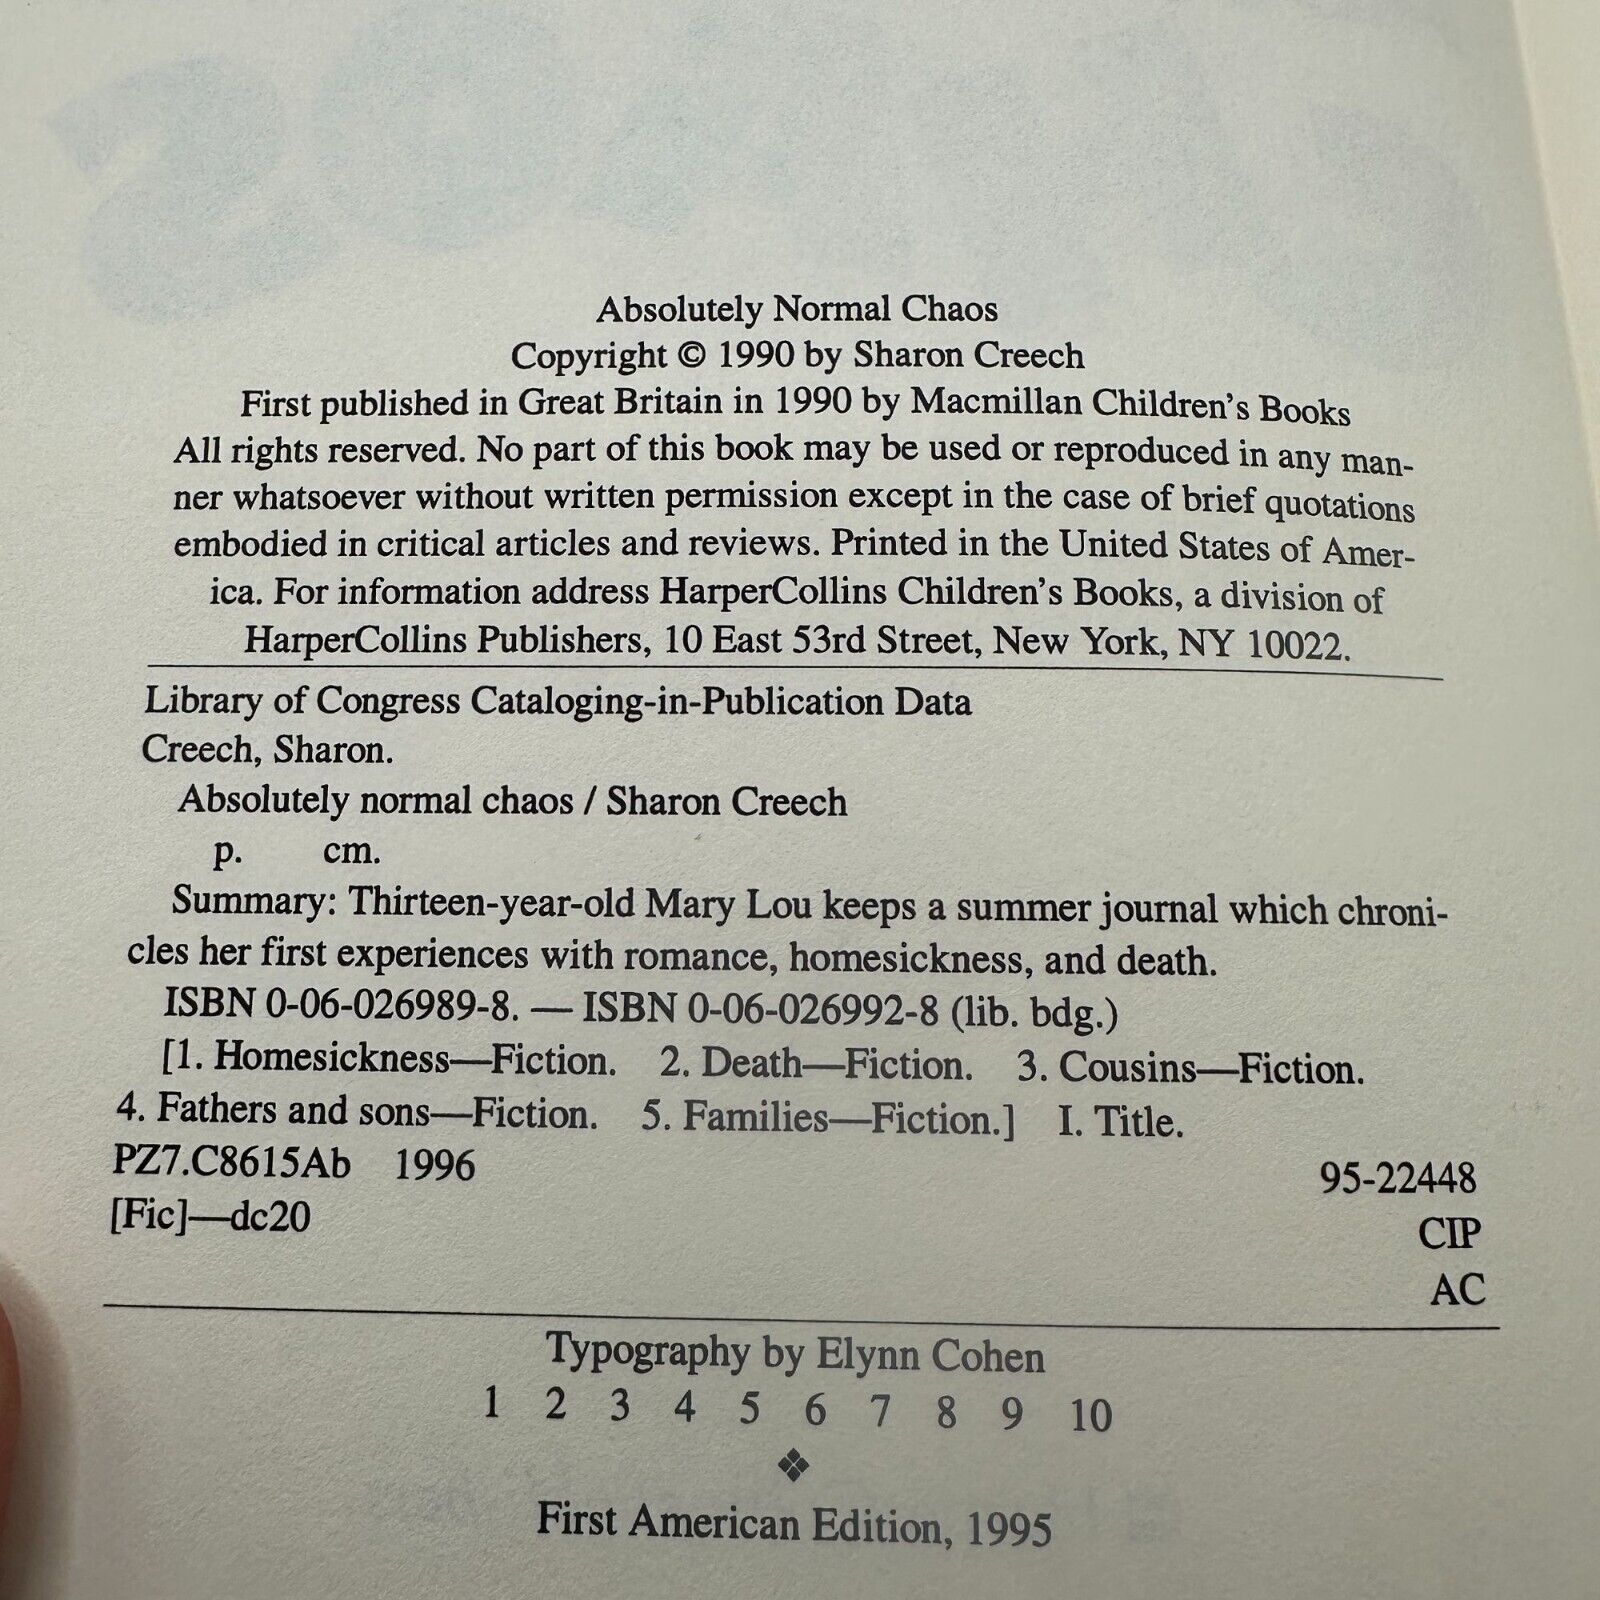 Absolutely Normal Chaos
Copyright © 1990 by Sharon Creech
First published in Great Britain in 1990 by Macmillan Children's Books
All rights reserved. No part of this book may be used or reproduced in any man-
ner whatsoever without written permission except in the case of brief quotations
embodied in critical articles and reviews. Printed in the United States of Amer-
ica. For information address HarperCollins Children's Books, a division of
HarperCollins Publishers, 10 East 53rd Street, New York, NY 10022.
Library of Congress Cataloging-in-Publication Data
Creech, Sharon.
Absolutely normal chaos / Sharon Creech
p. cm.
Summary: Thirteen-year-old Mary Lou keeps a summer journal which chroni-
cles her first experiences with romance, homesickness, and death.
ISBN 0-06-026989-8. — ISBN 0-06-026992-8 (lib. bdg.)
[1. Homesickness—Fiction. 2. Death—Fiction. 3. Cousins—Fiction.
4. Fathers and sons—Fiction. 5. Families—Fiction.] I. Title.
PZ7.C8615Ab 1996 95-22448
[Fic]—dc20 CIP
AC
Typography by Elynn Cohen
1 2 3 4 5 6 7 8 9 10
❖
First American Edition, 1995